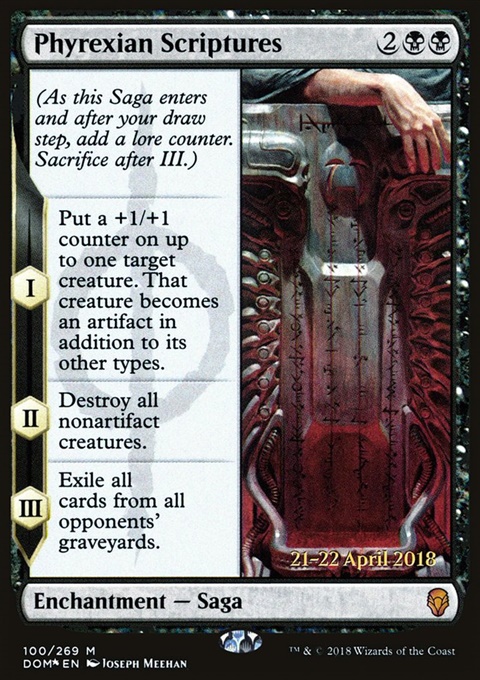 Phyrexian Scriptures 2
(As this Saga enters
and after your draw
step, add a lore counter.
Sacrifice after III.)
I
Put a +1/+1
counter on up
to one target
creature. That
creature becomes
an artifact in
addition to its
other types.
II
Destroy all
nonartifact
creatures.
III
Exile all
cards from all
opponents'
graveyards.
21–22 April 2018
Enchantment — Saga
100/269 M
DOM★EN Joseph Meehan
™ & © 2018 Wizards of the Coast